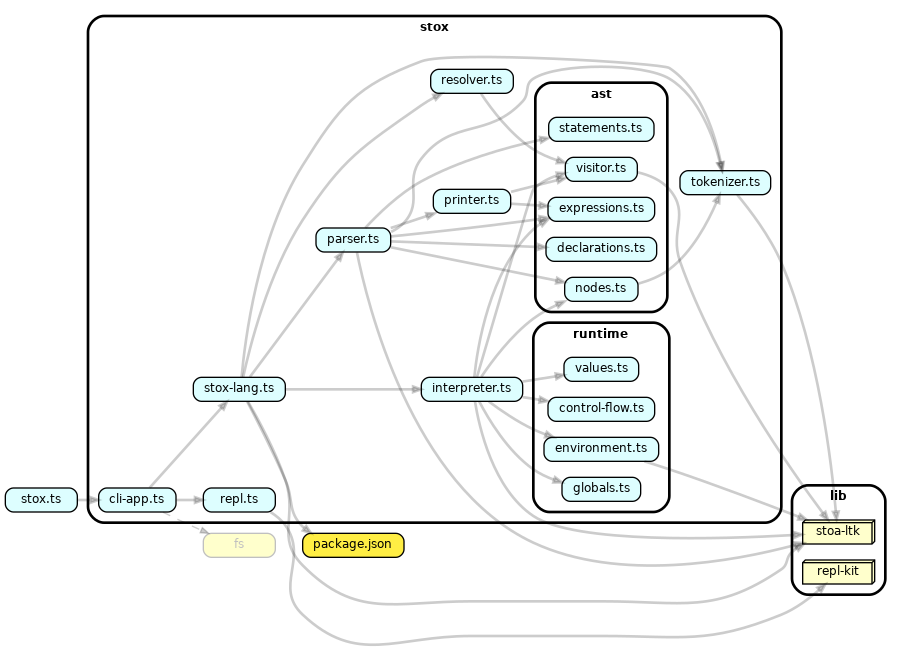 stox
resolver.ts
ast
statements.ts
visitor.ts
tokenizer.ts
printer.ts
expressions.ts
parser.ts
declarations.ts
nodes.ts
runtime
values.ts
stox-lang.ts
interpreter.ts
control-flow.ts
environment.ts
globals.ts
stox.ts
cli-app.ts
repl.ts
lib
fs
package.json
stoa-ltk
repl-kit